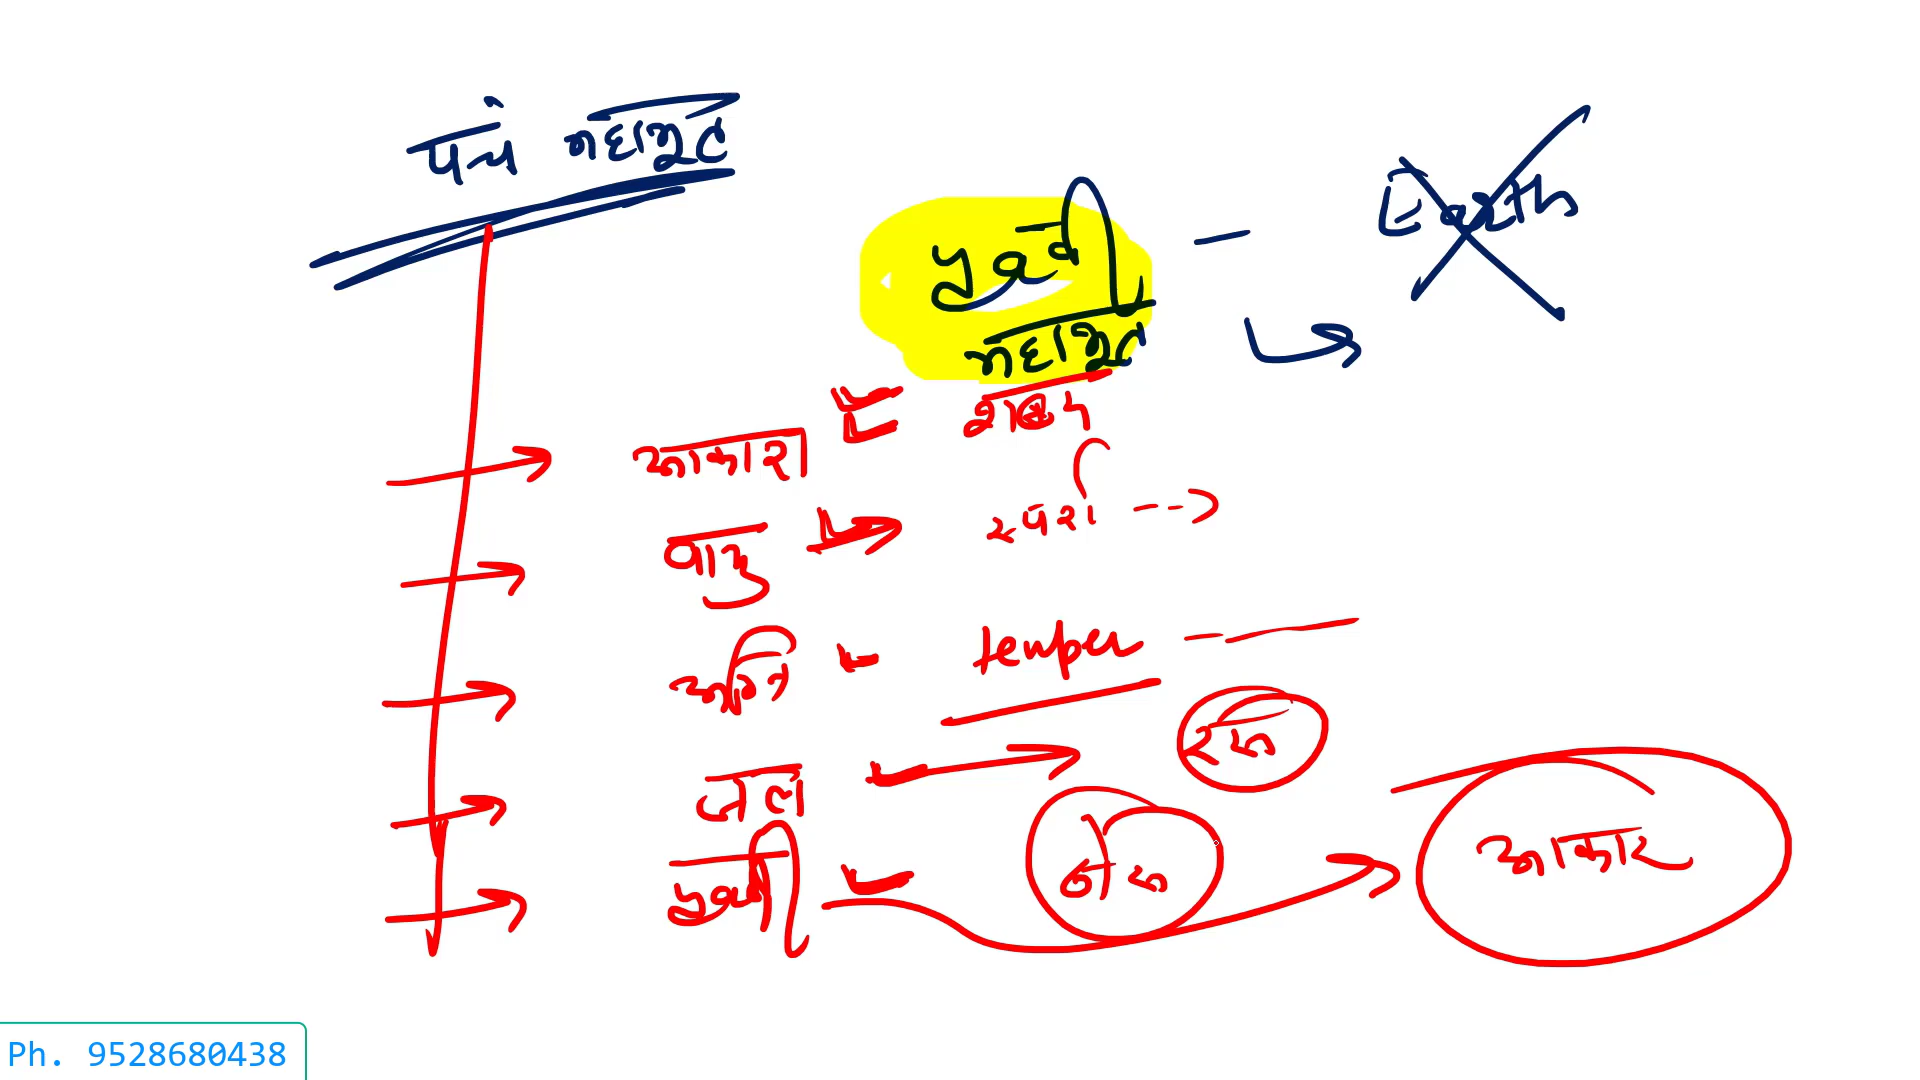 पंच महाभूत
पृथ्वी - Earth
महाभूत
आकाश शब्द
वायु स्पर्श
अग्नि temper
जल रस
पृथ्वी आकार
Ph. 9528680438